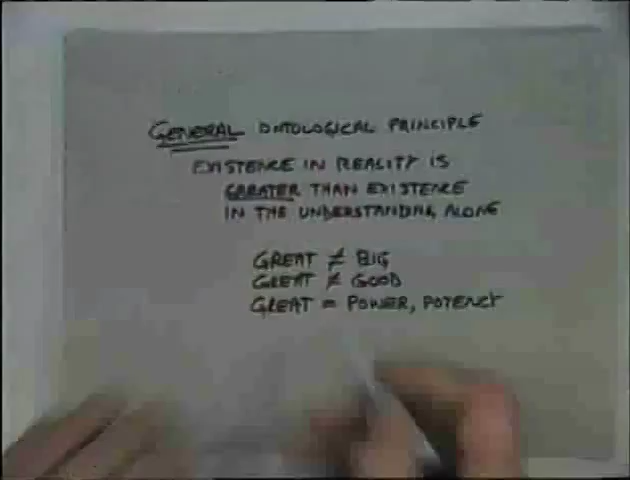 GENERAL ONTOLOGICAL PRINCIPLE
EXISTENCE IN REALITY IS
GREATER THAN EXISTENCE
IN THE UNDERSTANDING ALONE
GREAT ≠ BIG
GREAT ≠ GOOD
GREAT = POWER, POTENCY